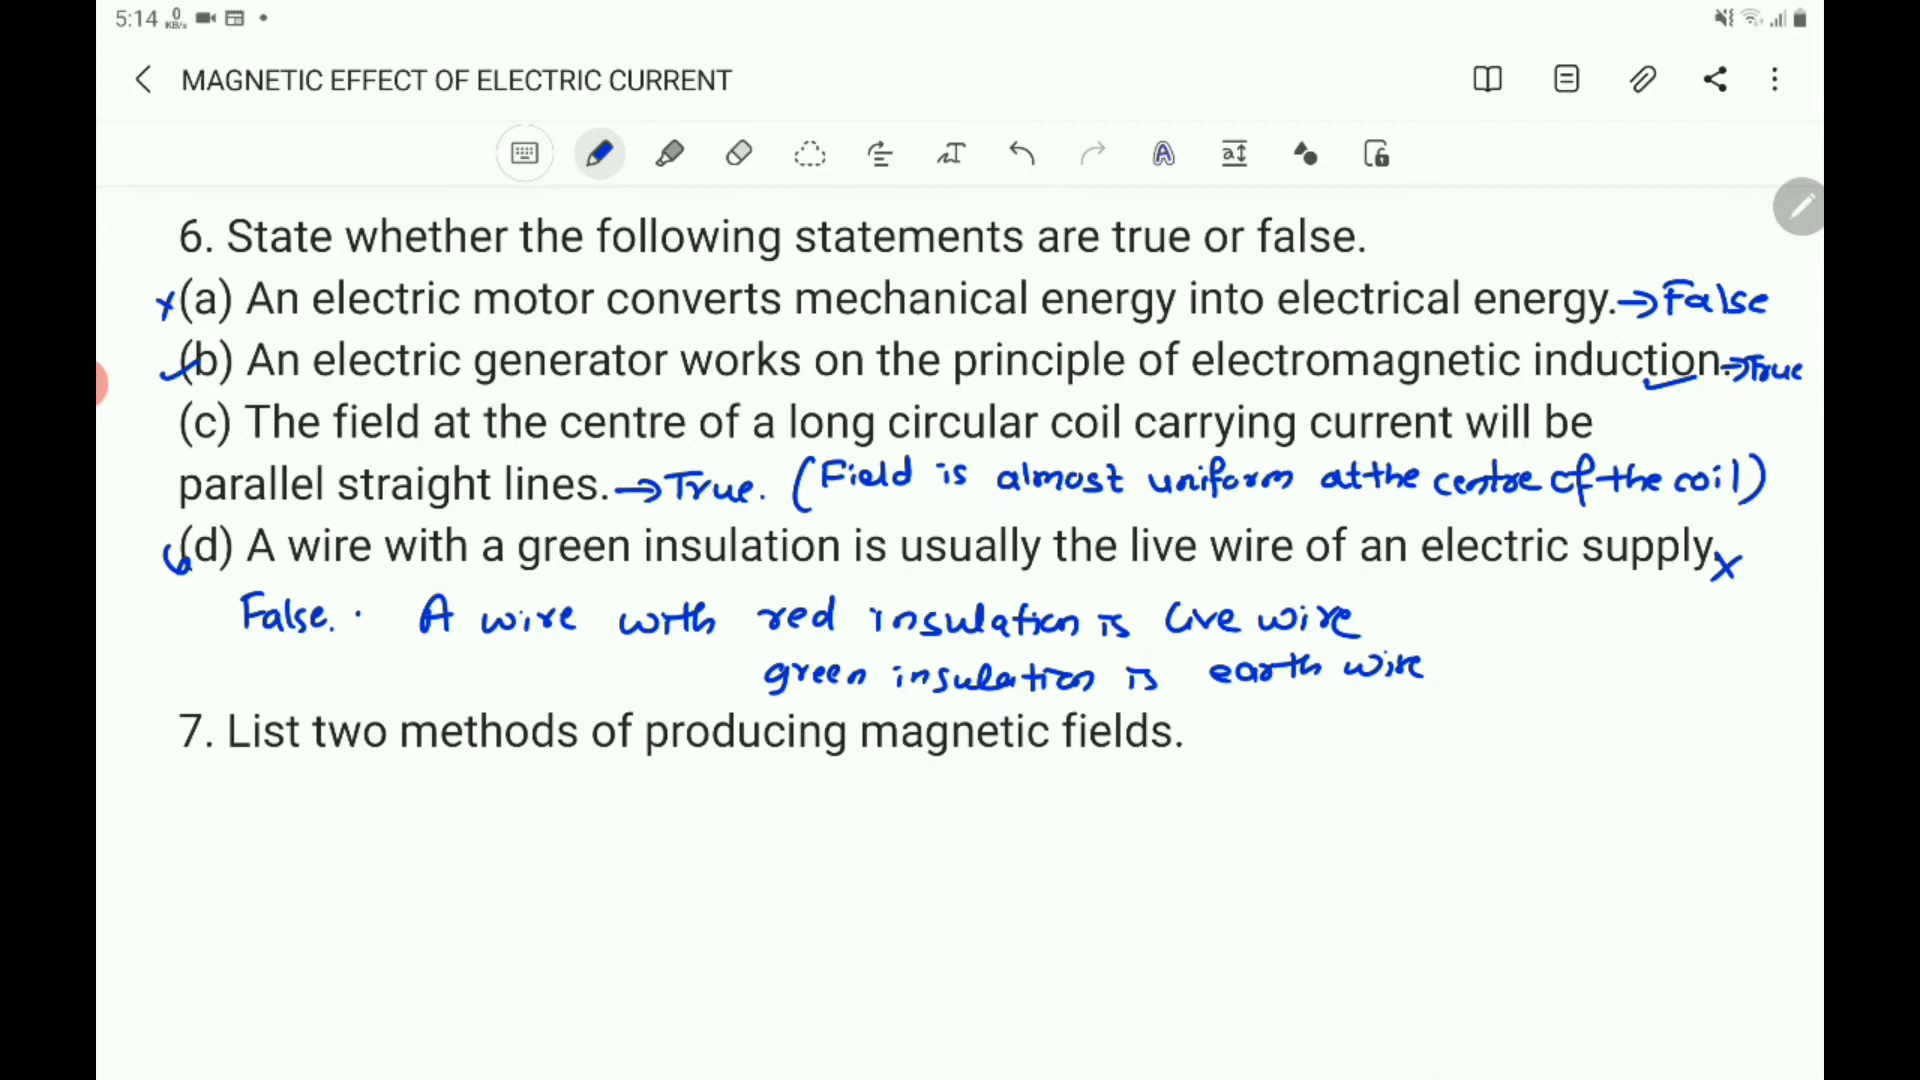 5:14 0 KB/s
MAGNETIC EFFECT OF ELECTRIC CURRENT
6. State whether the following statements are true or false.
x(a) An electric motor converts mechanical energy into electrical energy.→False
(b) An electric generator works on the principle of electromagnetic induction.→True
(c) The field at the centre of a long circular coil carrying current will be
parallel straight lines.→True. (Field is almost uniform at the centre of the coil)
(d) A wire with a green insulation is usually the live wire of an electric supply x
False. A wire with red insulation is live wire
green insulation is earth wire
7. List two methods of producing magnetic fields.